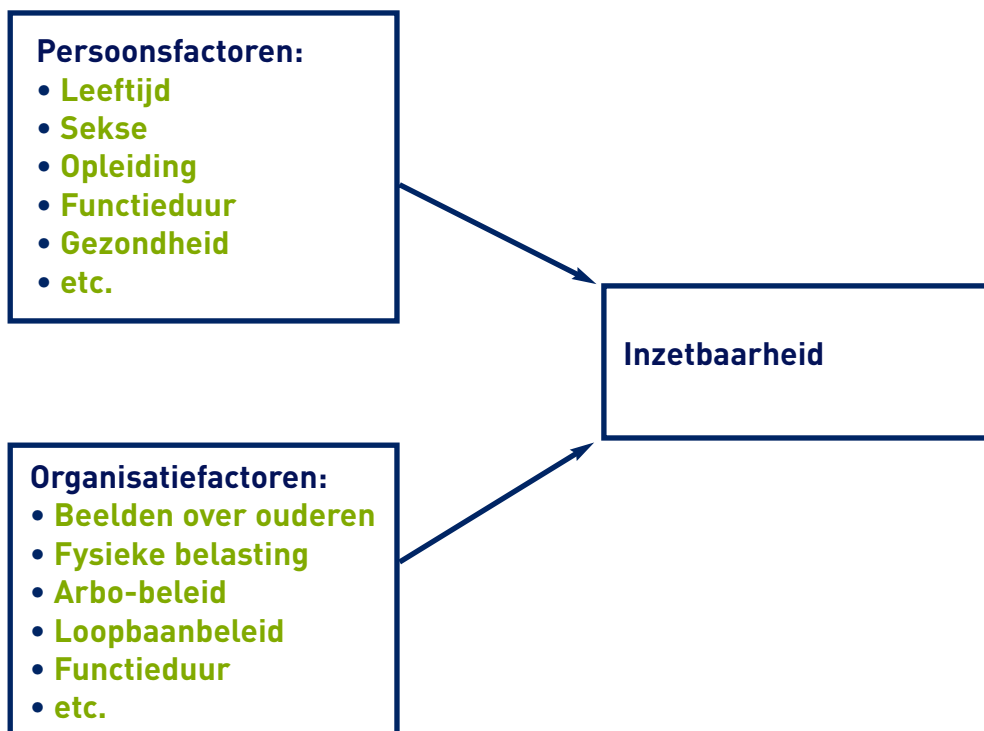 Persoonsfactoren:
• Leeftijd
• Sekse
• Opleiding
• Functieduur
• Gezondheid
• etc.
Inzetbaarheid
Organisatiefactoren:
• Beelden over ouderen
• Fysieke belasting
• Arbo-beleid
• Loopbaanbeleid
• Functieduur
• etc.